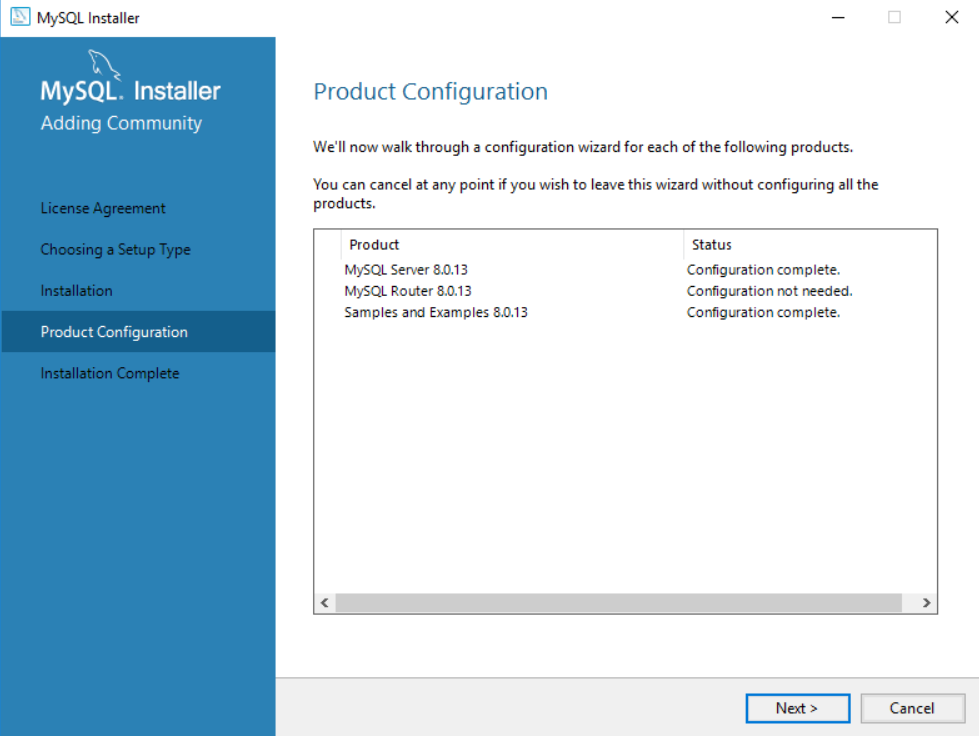 MySQL Installer
MySQL. Installer
Adding Community
License Agreement
Choosing a Setup Type
Installation
Product Configuration
Installation Complete
Product Configuration
We'll now walk through a configuration wizard for each of the following products.
You can cancel at any point if you wish to leave this wizard without configuring all the
products.
Product Status
MySQL Server 8.0.13 Configuration complete.
MySQL Router 8.0.13 Configuration not needed.
Samples and Examples 8.0.13 Configuration complete.
Next > Cancel